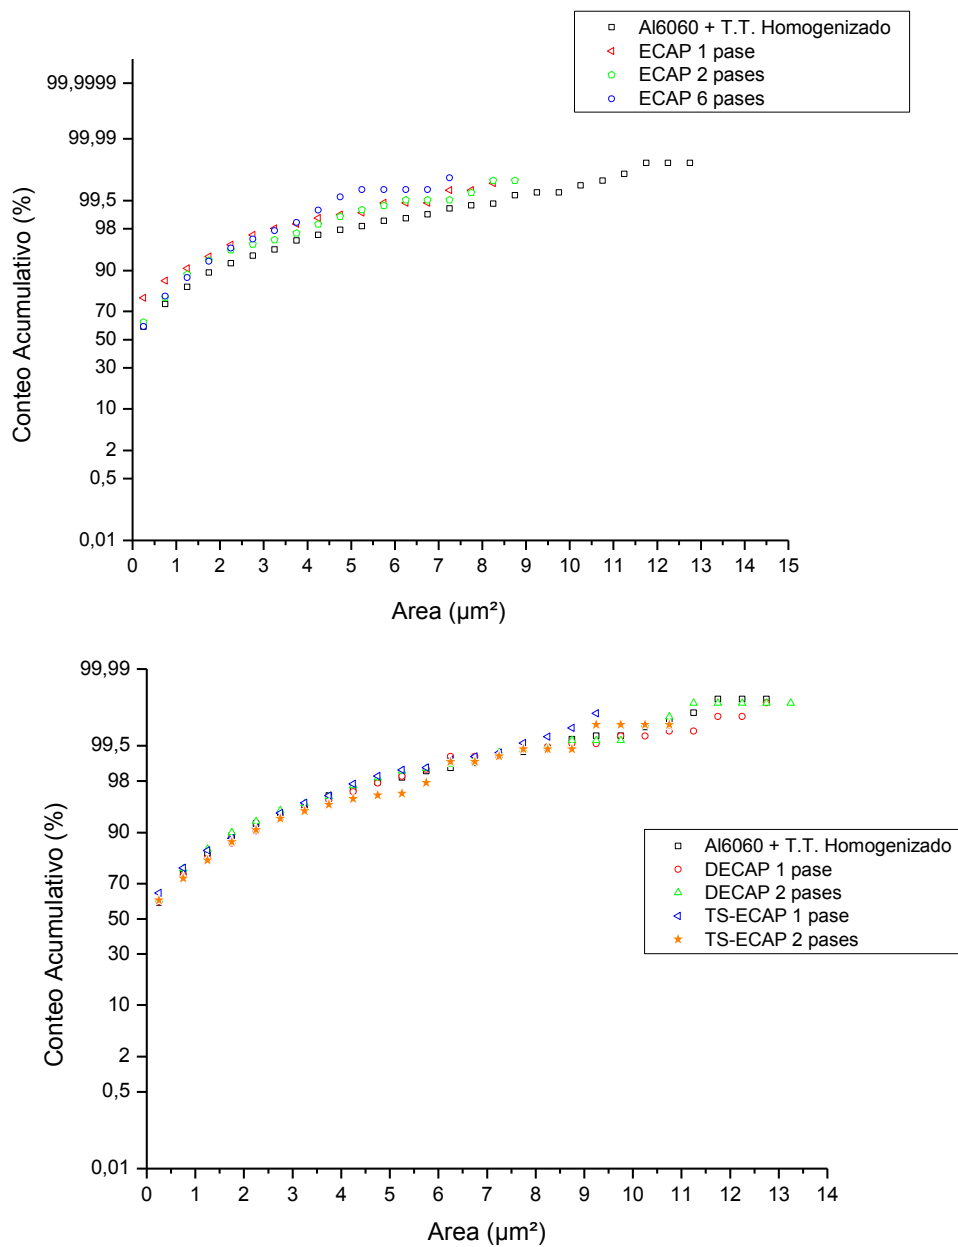 Al6060 + T.T. Homogenizado
ECAP 1 pase
ECAP 2 pases
ECAP 6 pases
99,9999
99,99
99,5
98
90
70
50
30
10
2
0,5
0,01
Conteo Acumulativo (%)
0 1 2 3 4 5 6 7 8 9 10 11 12 13 14 15
Area (µm²)
99,99
99,5
98
90
70
50
30
10
2
0,5
0,01
Conteo Acumulativo (%)
Al6060 + T.T. Homogenizado
DECAP 1 pase
DECAP 2 pases
TS-ECAP 1 pase
TS-ECAP 2 pases
0 1 2 3 4 5 6 7 8 9 10 11 12 13 14
Area (µm²)